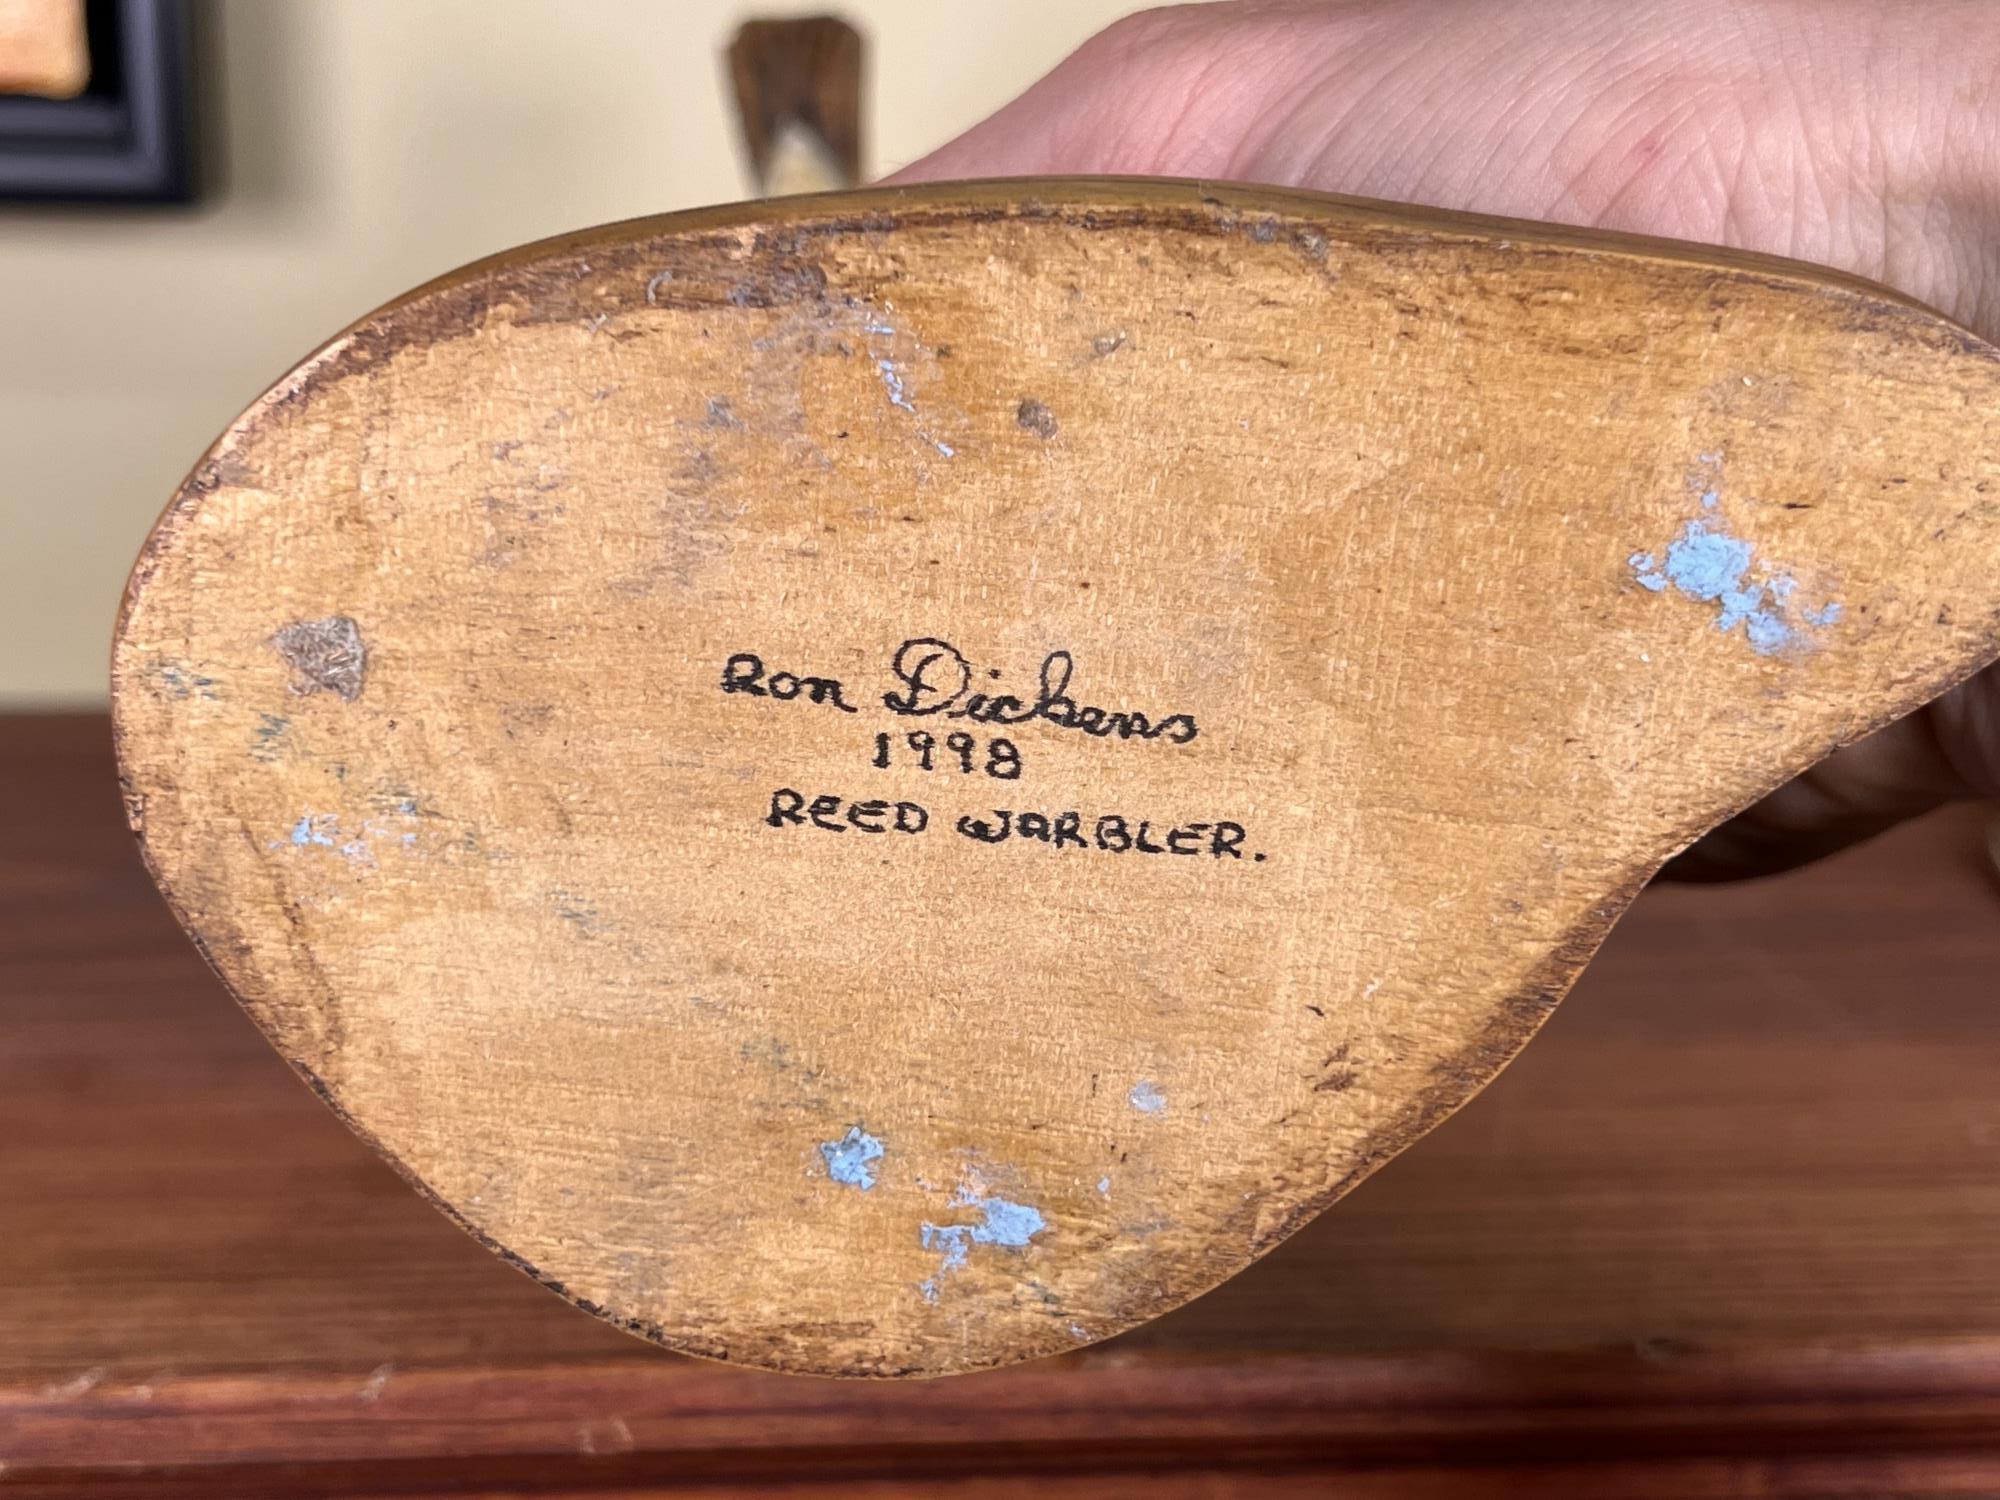 Ron Dickens
1998
REED WARBLER.